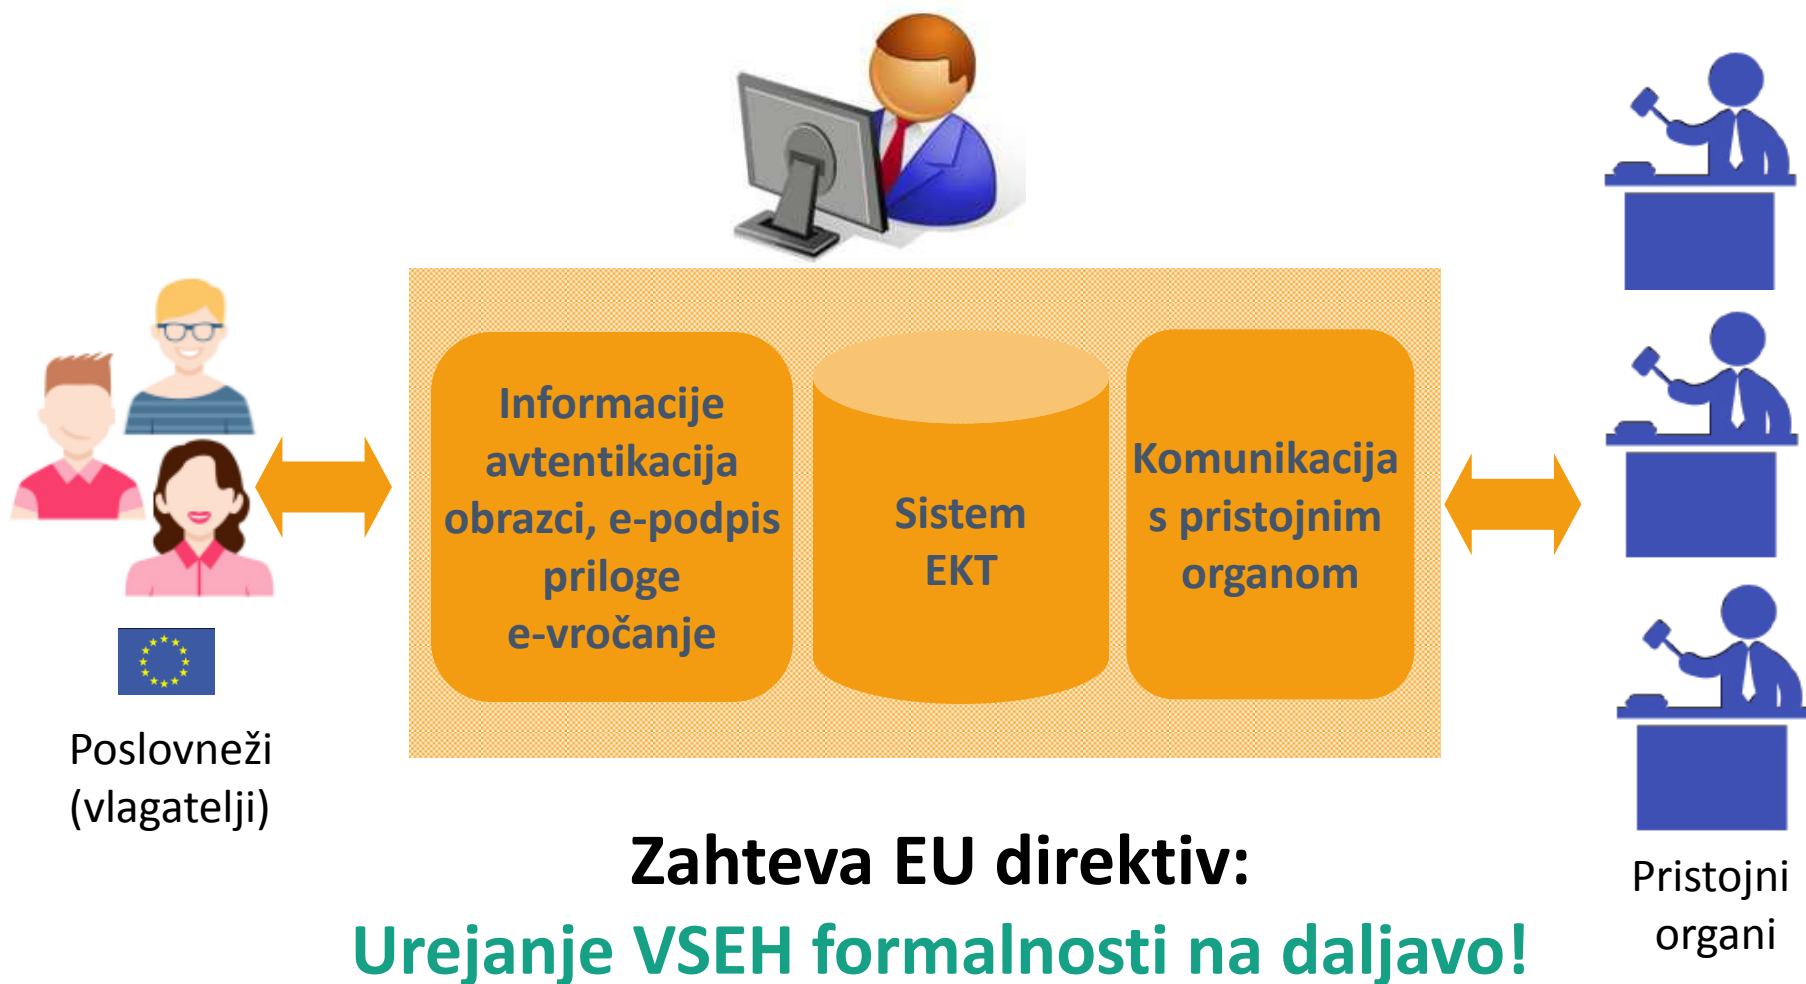 Informacije
avtentikacija
obrazci, e-podpis
priloge
e-vročanje
Sistem
EKT
Komunikacija
s pristojnim
organom
Poslovneži
(vlagatelji)
Pristojni
organi
Zahteva EU direktiv:
Urejanje VSEH formalnosti na daljavo!